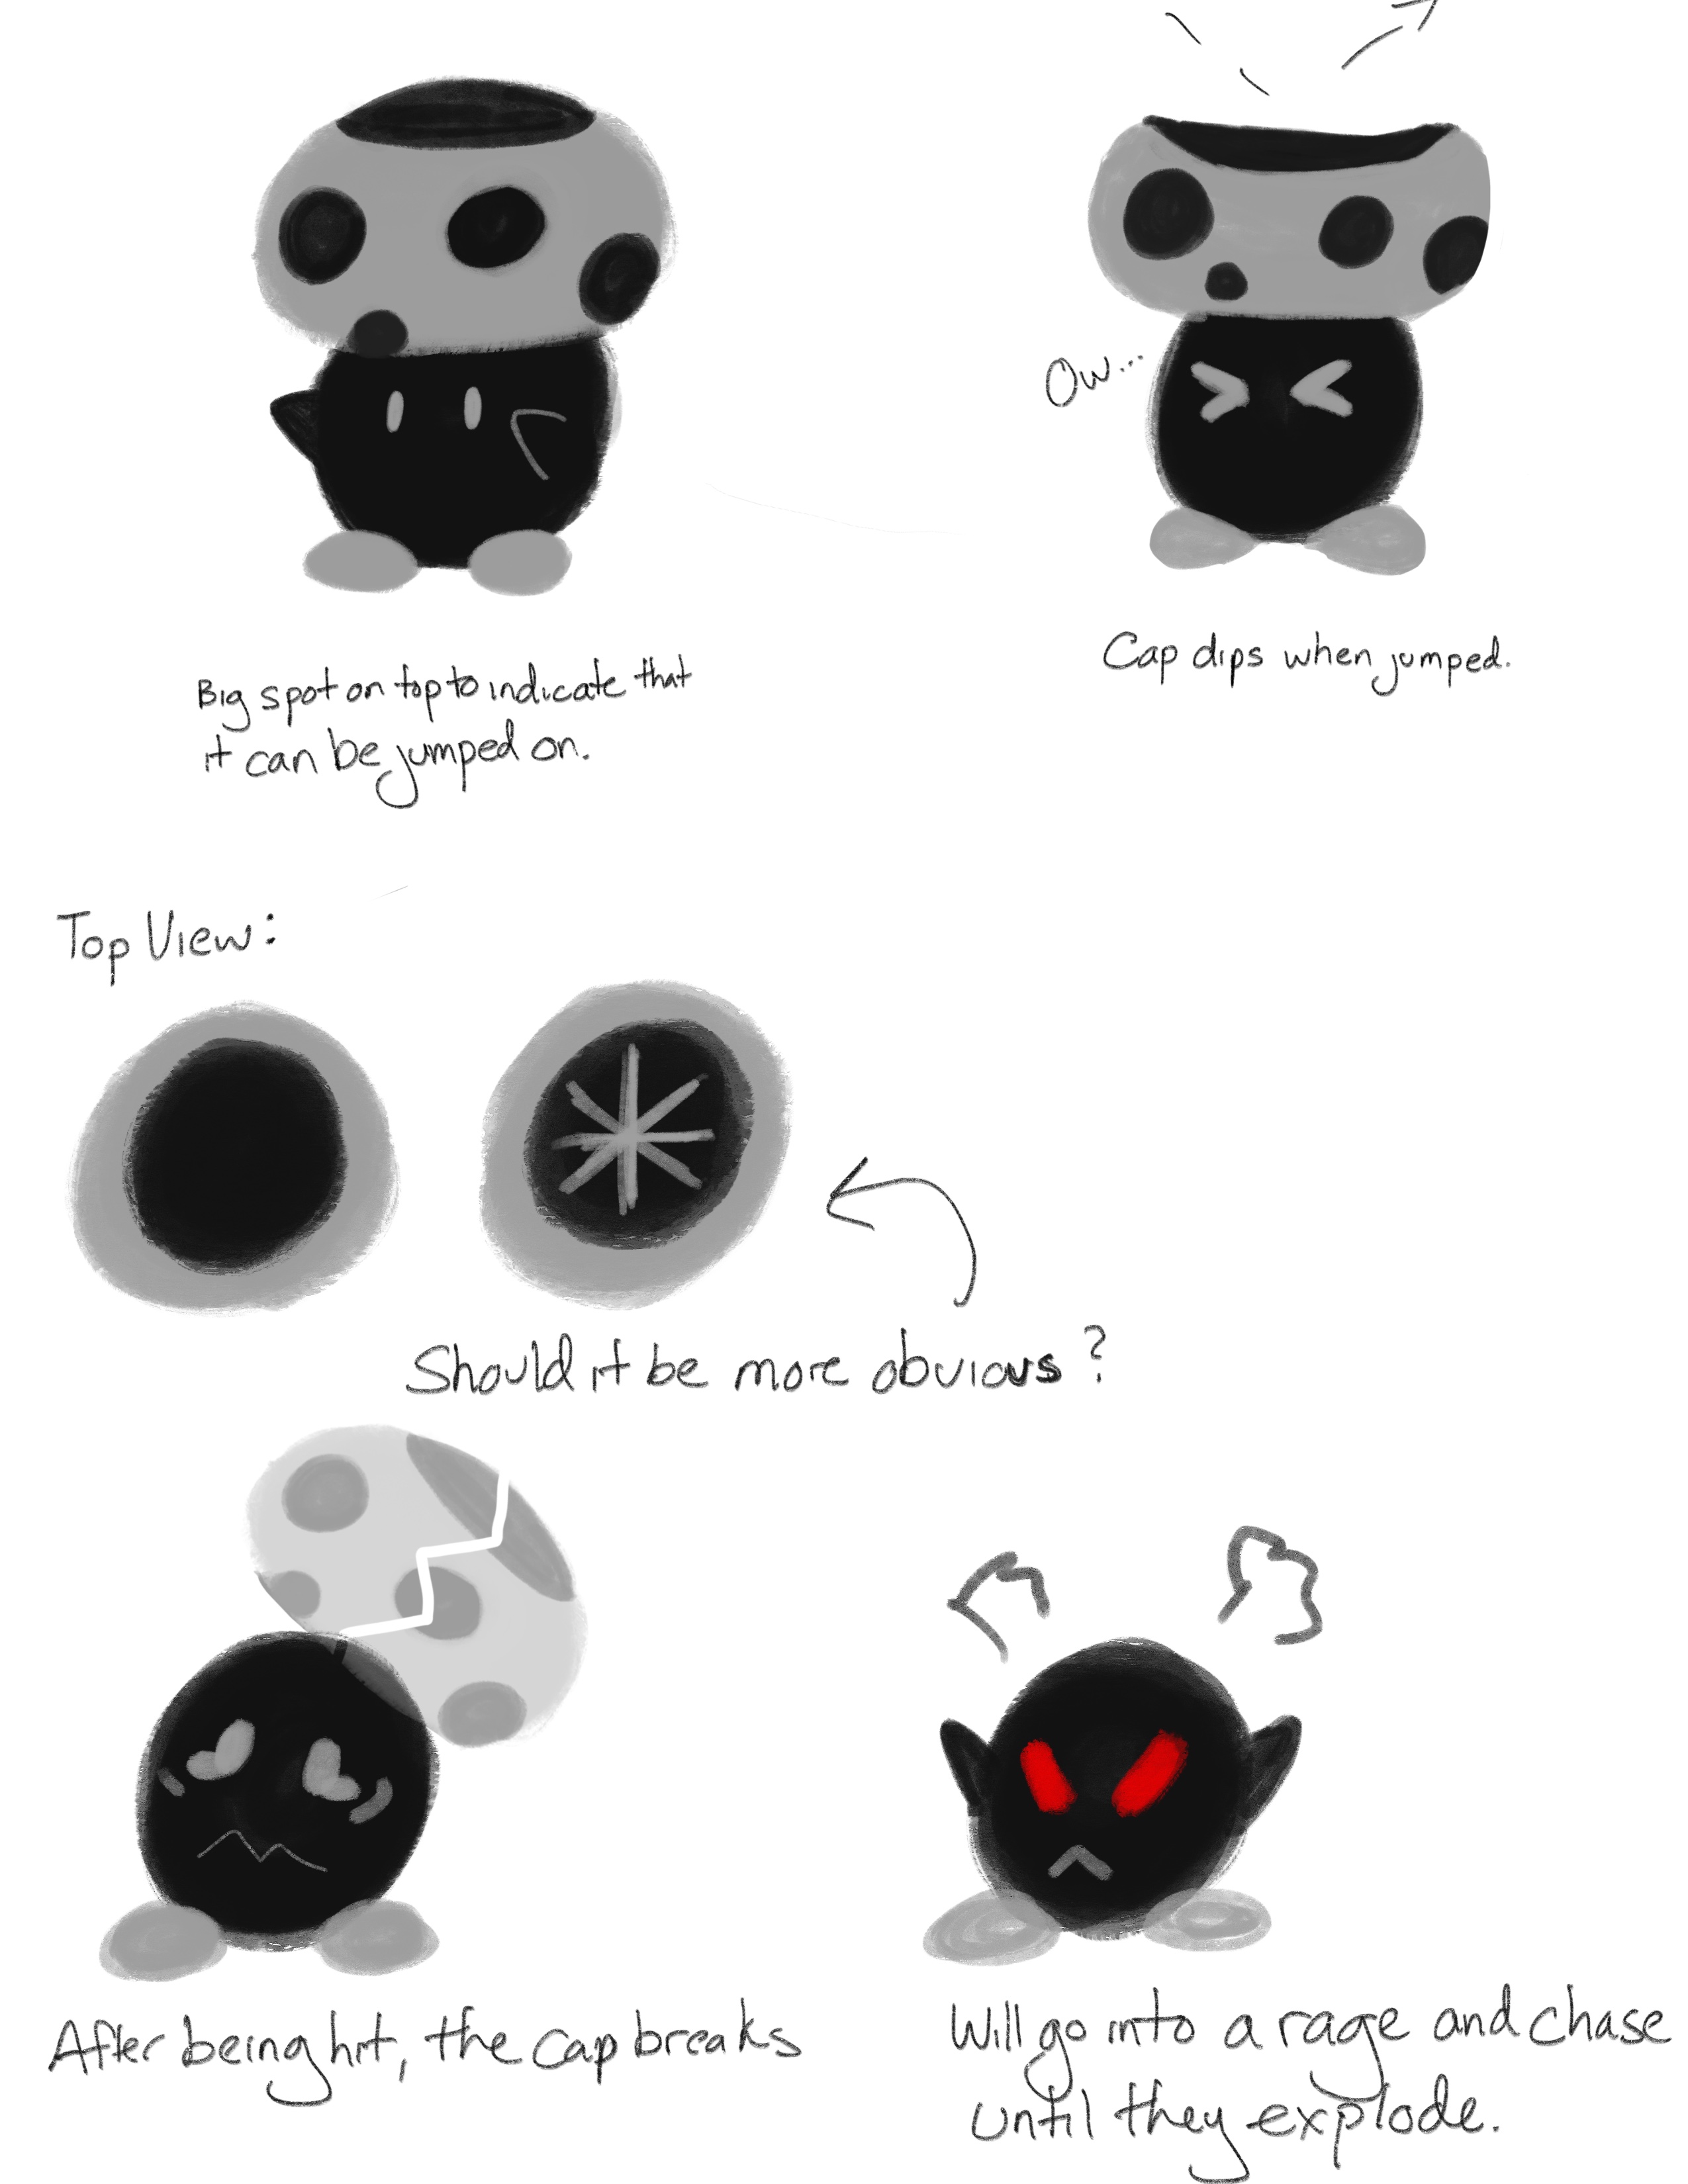 Big spot on top to indicate that
it can be jumped on.
Ow...
Cap dips when jumped.
Top View:
Should it be more obvious?
After being hit, the cap breaks
Will go into a rage and chase
until they explode.